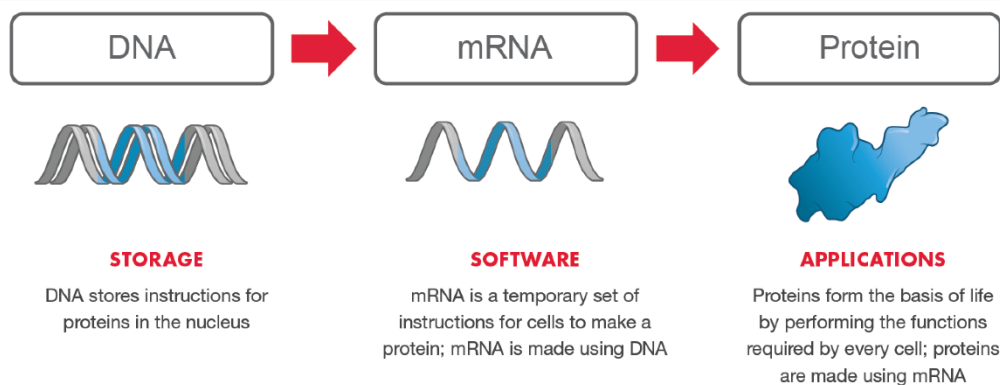 DNA
mRNA
Protein
STORAGE
DNA stores instructions for
proteins in the nucleus
SOFTWARE
mRNA is a temporary set of
instructions for cells to make a
protein; mRNA is made using DNA
APPLICATIONS
Proteins form the basis of life
by performing the functions
required by every cell; proteins
are made using mRNA